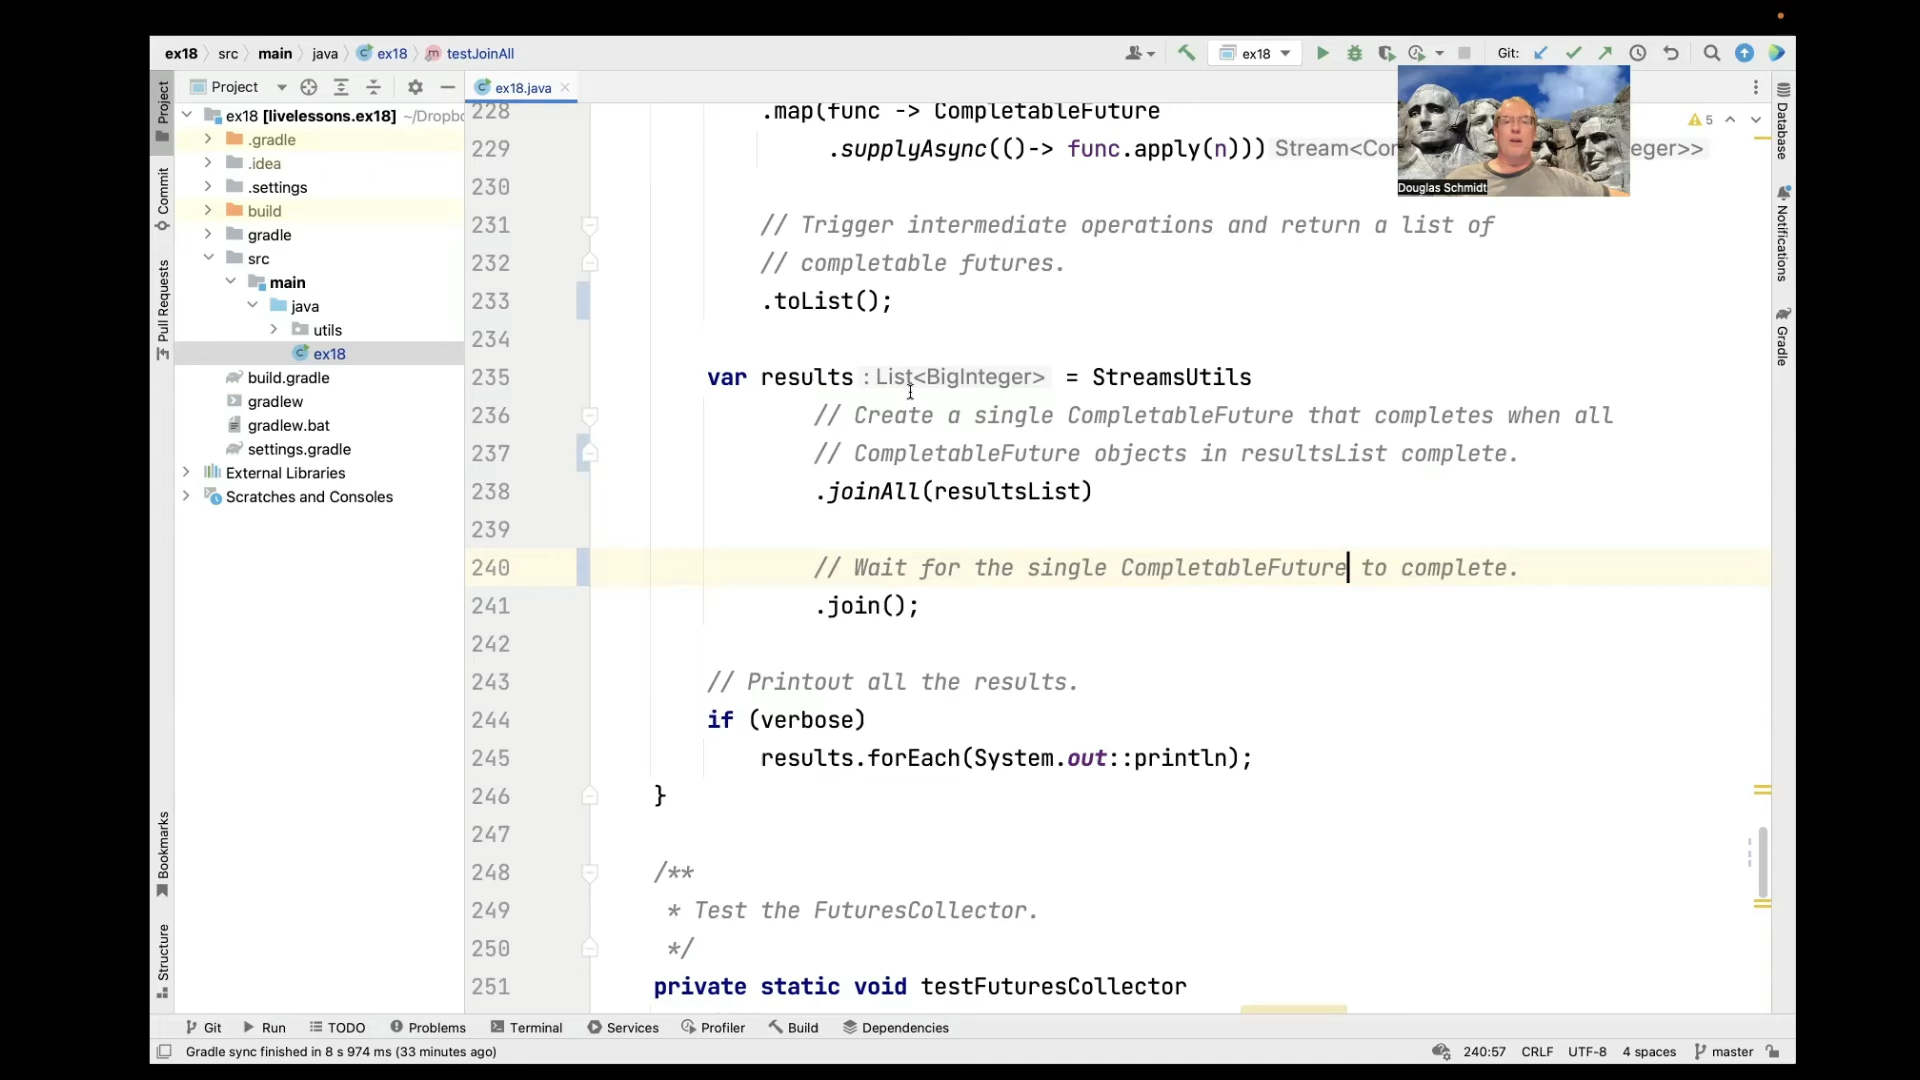 ex18 src main java ex18 testJoinAll
ex18
Git:
Project
ex18.java
Project
Commit
Pull Requests
Bookmarks
Structure
ex18 [livelessons.ex18] ~/Dropbo
.gradle
.idea
.settings
build
gradle
src
main
java
utils
ex18
build.gradle
gradlew
gradlew.bat
settings.gradle
External Libraries
Scratches and Consoles
5
Douglas Schmidt
228 .map(func -> CompletableFuture
229 .supplyAsync(()-> func.apply(n))) Stream<Cor eger>>
230
231 // Trigger intermediate operations and return a list of
232 // completable futures.
233 .toList();
234
235 var results : List<BigInteger> = StreamsUtils
236 // Create a single CompletableFuture that completes when all
237 // CompletableFuture objects in resultsList complete.
238 .joinAll(resultsList)
239
240 // Wait for the single CompletableFuture to complete.
241 .join();
242
243 // Printout all the results.
244 if (verbose)
245 results.forEach(System.out::println);
246 }
247
248 /**
249 * Test the FuturesCollector.
250 */
251 private static void testFuturesCollector
Database
Notifications
Gradle
Git Run TODO Problems Terminal Services Profiler Build Dependencies
Gradle sync finished in 8 s 974 ms (33 minutes ago) 240:57 CRLF UTF-8 4 spaces master